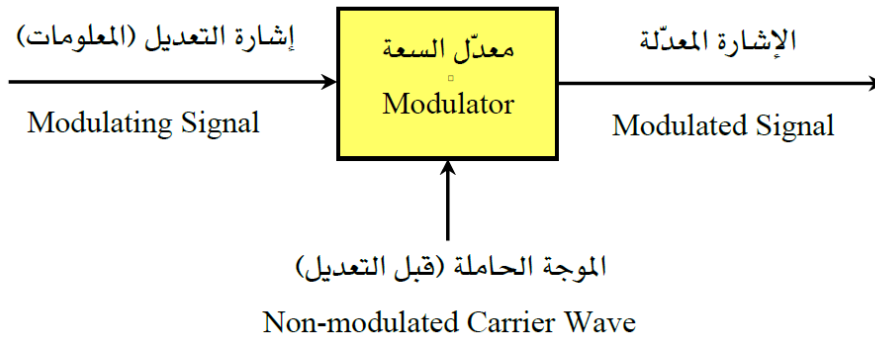 إشارة التعديل (المعلومات)
Modulating Signal
معدّل السعة
Modulator
الإشارة المعدّلة
Modulated Signal
الموجة الحاملة (قبل التعديل)
Non-modulated Carrier Wave